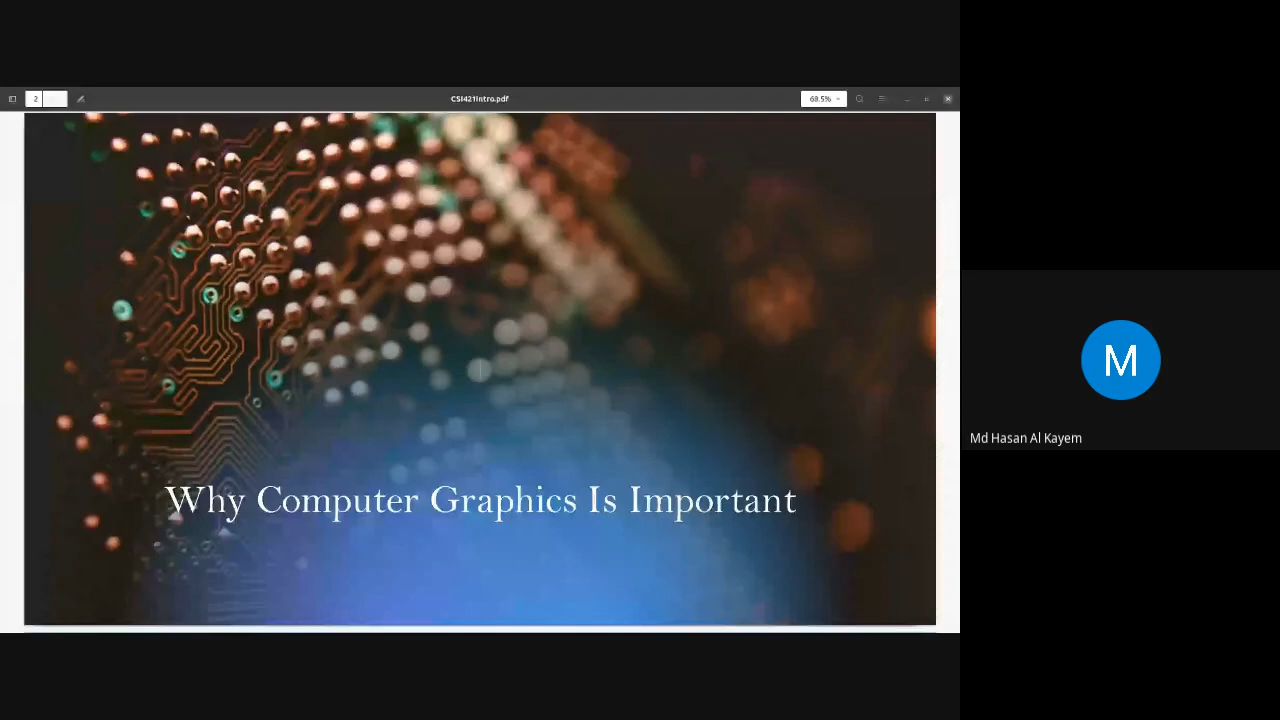 2
CSI421Intro.pdf
68.5%
Why Computer Graphics Is Important
M
Md Hasan Al Kayem